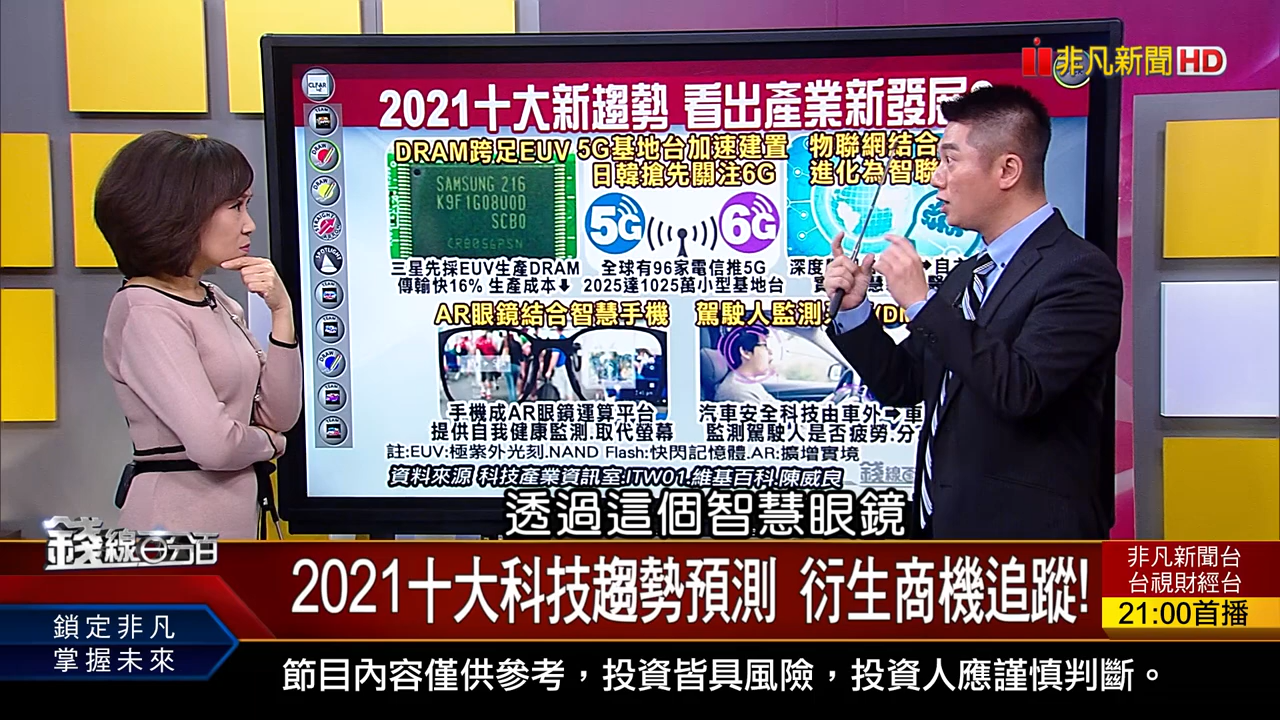 非凡新聞HD
CLEAR
2021十大新趨勢 看出產業新發展?
DRAM跨足EUV
SAMSUNG 216
K9F1G08U0D
SCB0
三星先採EUV生產DRAM
傳輸快16% 生產成本⬇
5G基地台加速建置
日韓搶先關注6G
5G
6G
全球有96家電信推5G
2025達1025萬小型基地台
物聯網結合
進化為智聯
深度
AR眼鏡結合智慧手機
手機成AR眼鏡運算平台
提供自我健康監測.取代螢幕
駕駛人監測
汽車安全科技由車外➡車
監測駕駛人是否疲勞.分
註:EUV:極紫外光刻.NAND Flash:快閃記憶體.AR:擴增實境
資料來源 科技產業資訊室.ITW01.維基百科.陳威良
透過這個智慧眼鏡
錢線百分百
2021十大科技趨勢預測 衍生商機追蹤!
非凡新聞台
台視財經台
21:00首播
鎖定非凡
掌握未來
節目內容僅供參考，投資皆具風險，投資人應謹慎判斷。